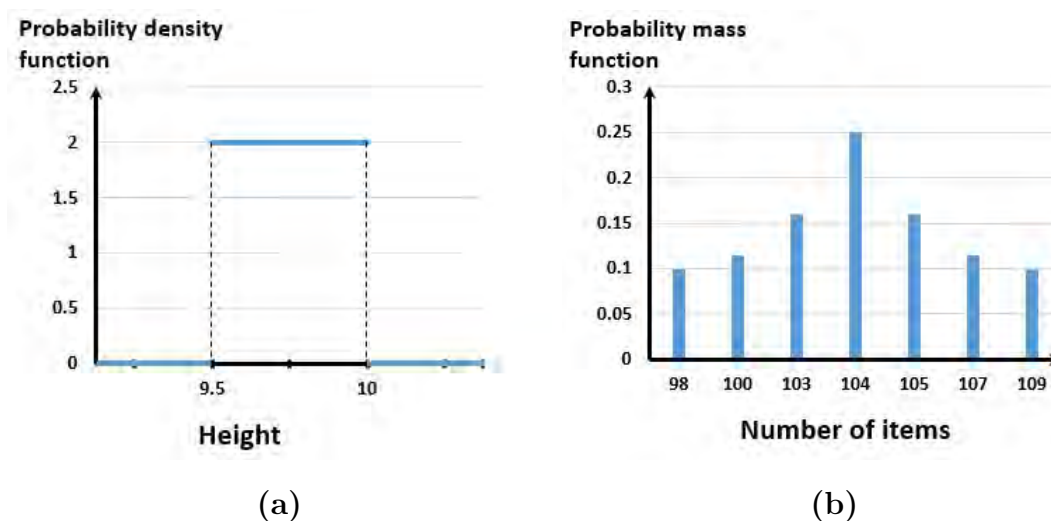 Probability density
function
2.5
2
1.5
1
0.5
0
9.5 10
Height
(a)
Probability mass
function
0.3
0.25
0.2
0.15
0.1
0.05
0
98 100 103 104 105 107 109
Number of items
(b)